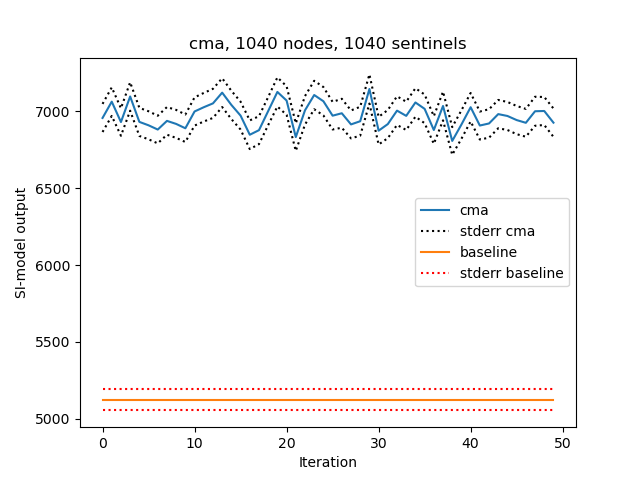 cma, 1040 nodes, 1040 sentinels
SI-model output
7000
6500
6000
5500
5000
cma
stderr cma
baseline
stderr baseline
0 10 20 30 40 50
Iteration